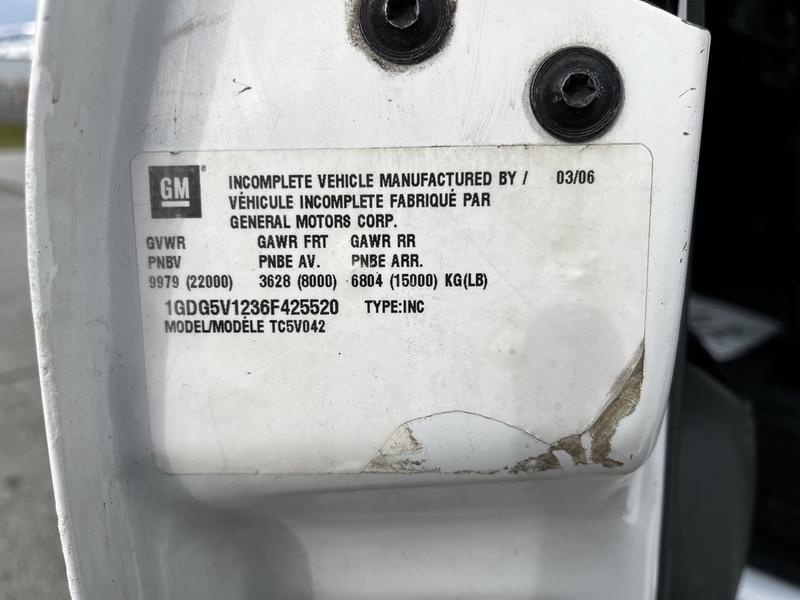 GM® INCOMPLETE VEHICLE MANUFACTURED BY / 03/06
VÉHICULE INCOMPLETE FABRIQUÉ PAR
GENERAL MOTORS CORP.
GVWR GAWR FRT GAWR RR
PNBV PNBE AV. PNBE ARR.
9979 (22000) 3628 (8000) 6804 (15000) KG(LB)
1GDG5V1236F425520 TYPE:INC
MODEL/MODÉLE TC5V042